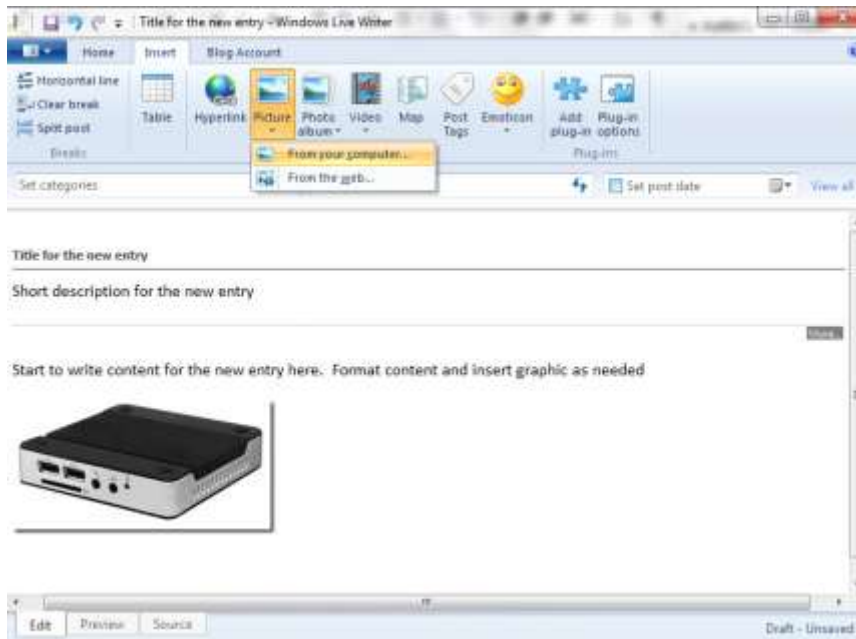 Title for the new entry - Windows Live Writer
Home Insert Blog Account
Horizontal line
Clear break
Split post
Breaks
Table
Hyperlink
Picture
Photo album
Video
Map
Post Tags
Emoticon
Add plug-in
Plug-in options
Plug-ins
From your computer...
From the web...
Set categories
Set post date
View all
Title for the new entry
Short description for the new entry
More...
Start to write content for the new entry here. Format content and insert graphic as needed
Edit Preview Source
Draft - Unsaved